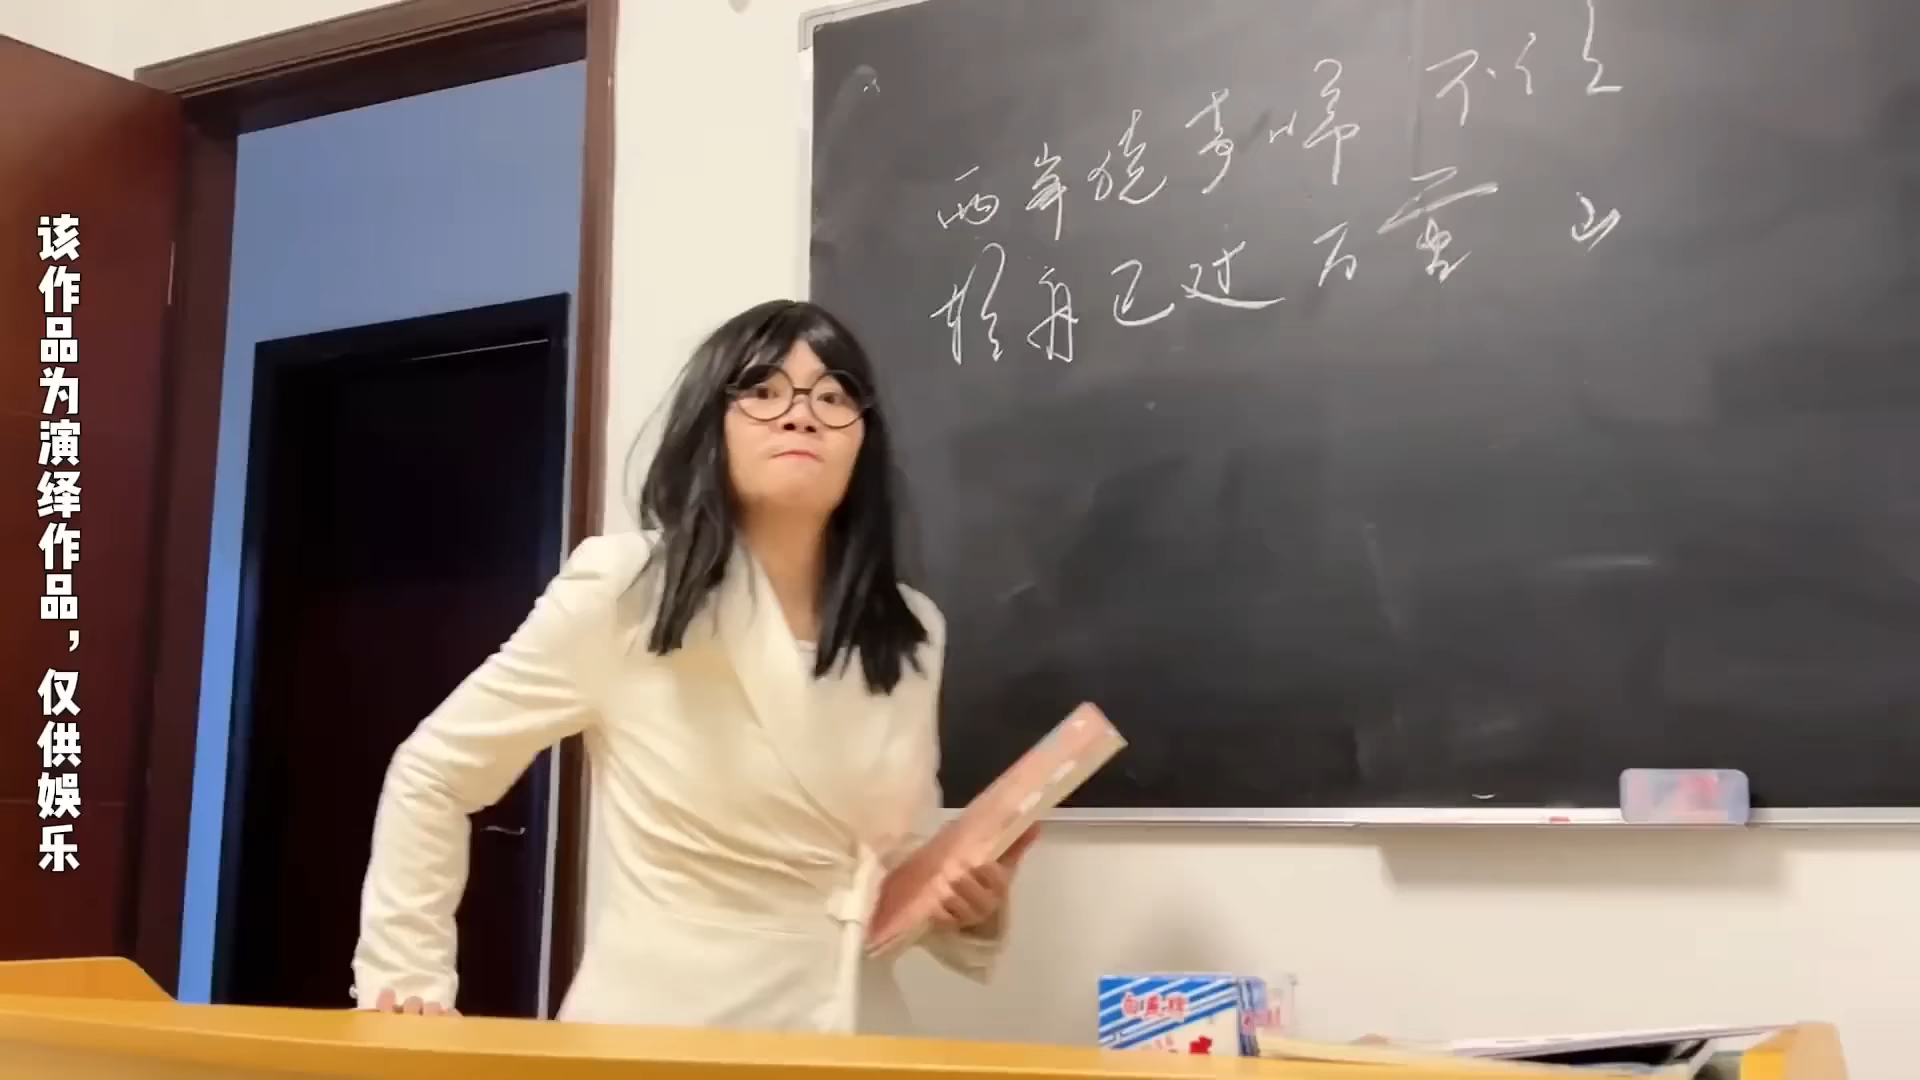 该作品为演绎作品，仅供娱乐
两岸猿声啼不住
轻舟已过万重山